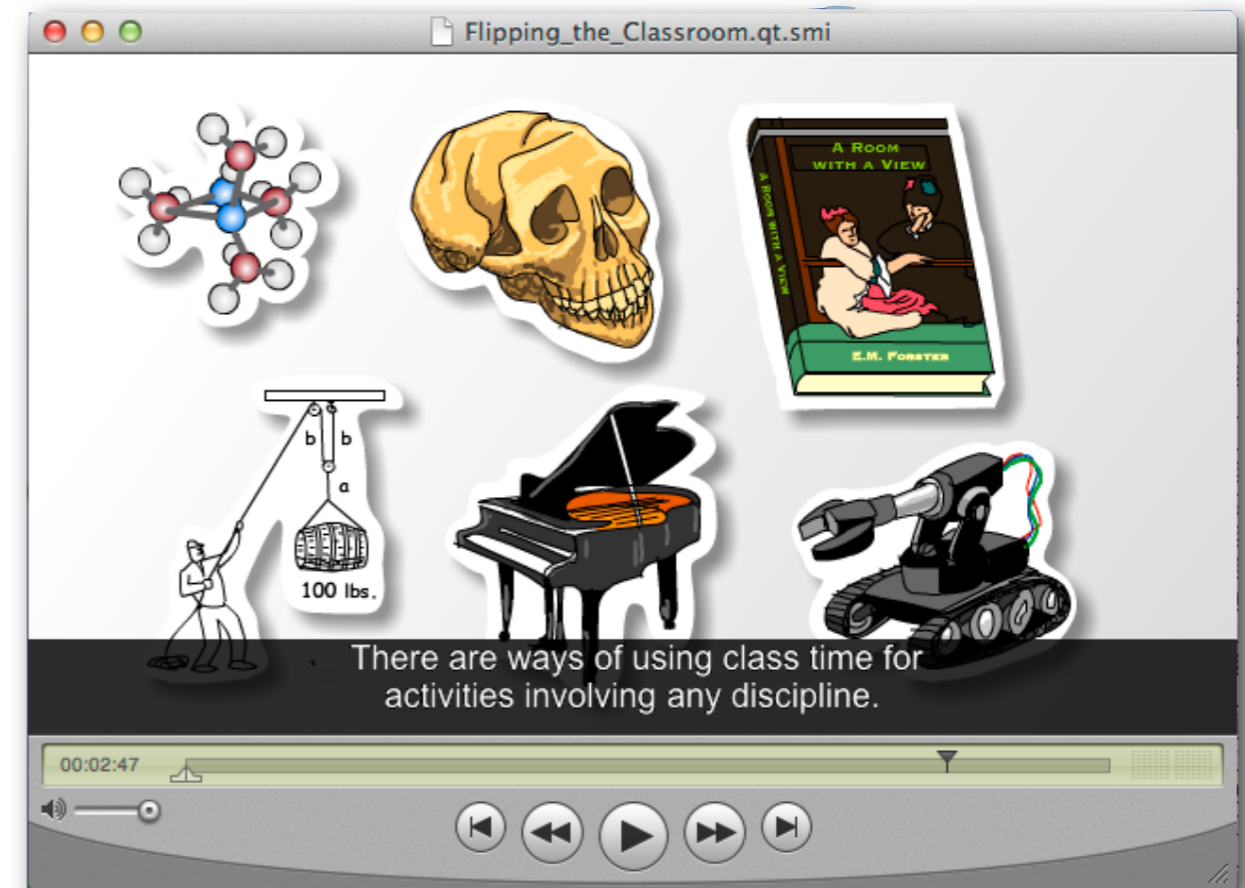 Flipping_the_Classroom.qt.smi
A ROOM
WITH A VIEW
A ROOM WITH A VIEW
E.M. FORSTER
b b
a
100 lbs.
There are ways of using class time for
activities involving any discipline.
00:02:47